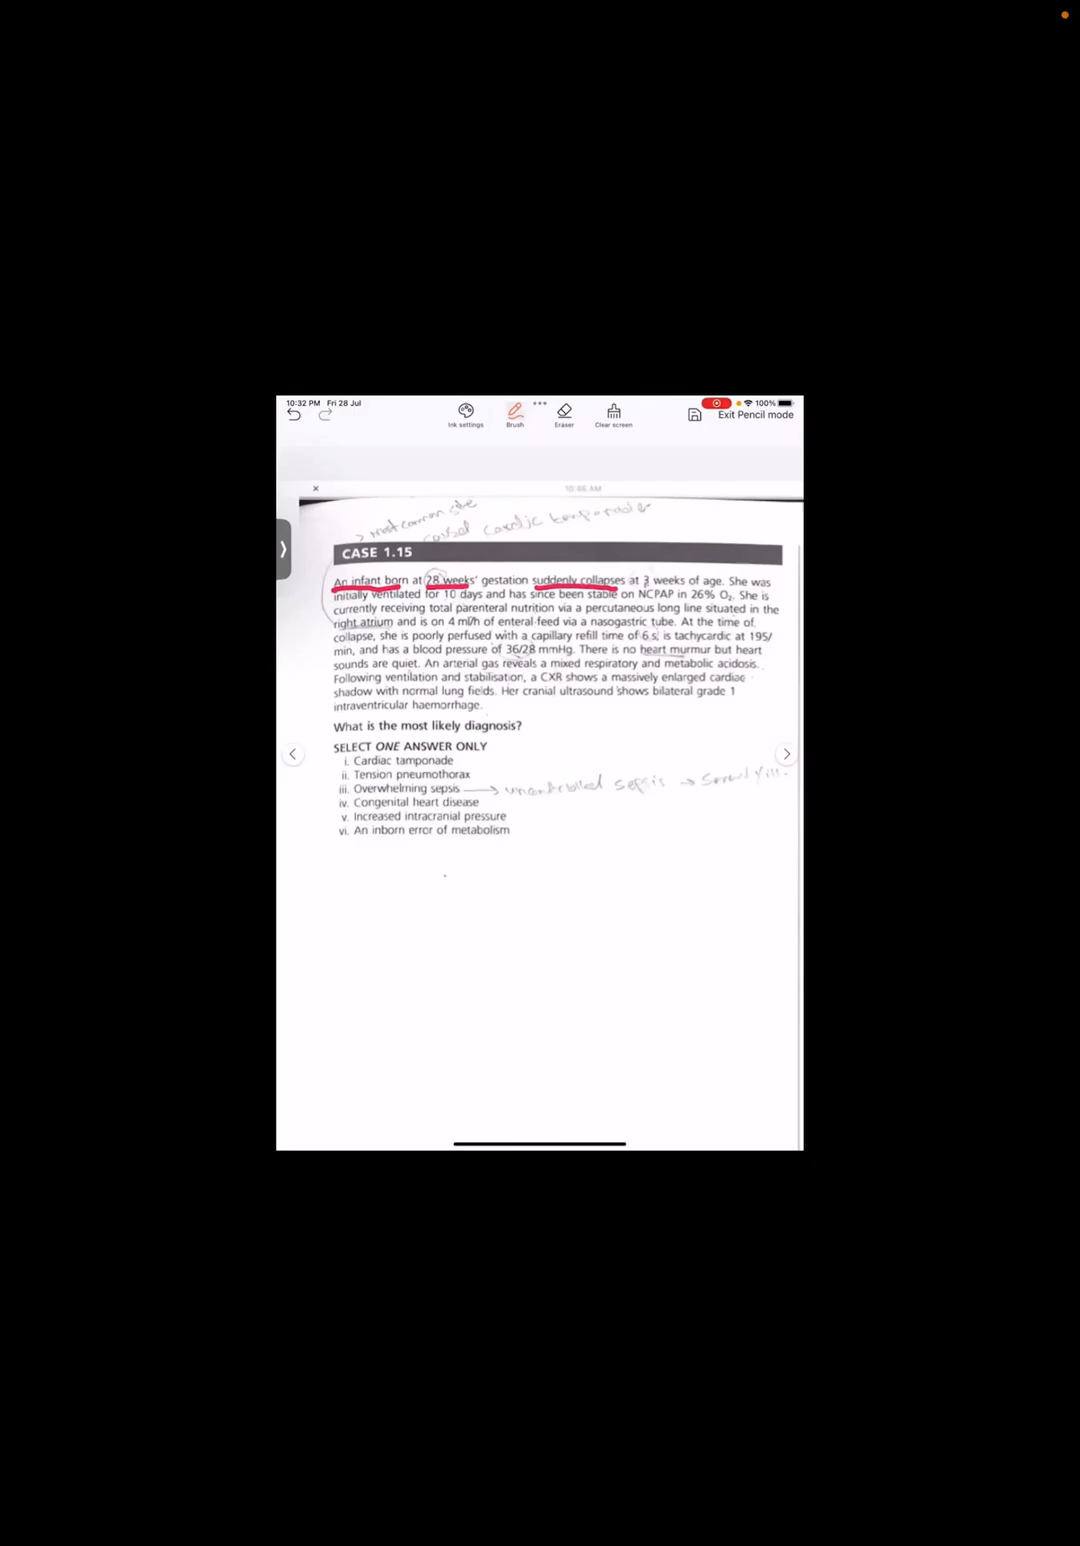 10:32 PM Fri 28 Jul
100%
Ink settings
Brush
Eraser
Clear screen
Exit Pencil mode
10:46 AM
> most common site
caused cardic temponade
CASE 1.15
An infant born at 28 weeks' gestation suddenly collapses at 3 weeks of age. She was
initially ventilated for 10 days and has since been stable on NCPAP in 26% O₂. She is
currently receiving total parenteral nutrition via a percutaneous long line situated in the
right atrium and is on 4 ml/h of enteral feed via a nasogastric tube. At the time of
collapse, she is poorly perfused with a capillary refill time of 6 s, is tachycardic at 195/
min, and has a blood pressure of 36/28 mmHg. There is no heart murmur but heart
sounds are quiet. An arterial gas reveals a mixed respiratory and metabolic acidosis.
Following ventilation and stabilisation, a CXR shows a massively enlarged cardiac
shadow with normal lung fields. Her cranial ultrasound shows bilateral grade 1
intraventricular haemorrhage.
What is the most likely diagnosis?
SELECT ONE ANSWER ONLY
i. Cardiac tamponade
ii. Tension pneumothorax
iii. Overwhelming sepsis → uncontrolled sepsis →
iv. Congenital heart disease
v. Increased intracranial pressure
vi. An inborn error of metabolism